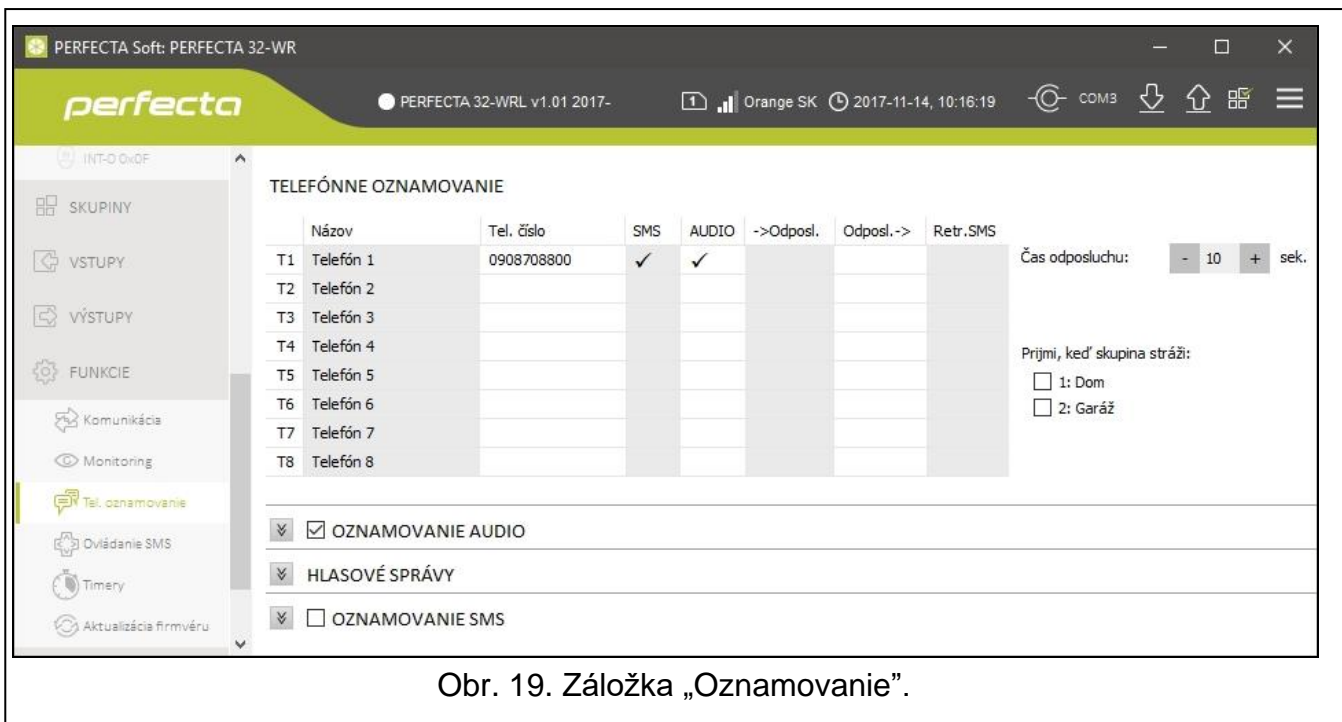 PERFECTA Soft: PERFECTA 32-WR
perfecta
PERFECTA 32-WRL v1.01 2017-
1 Orange SK 2017-11-14, 10:16:19
COM3
INT-O 0x0F
SKUPINY
VSTUPY
VÝSTUPY
FUNKCIE
Komunikácia
Monitoring
Tel. oznamovanie
Ovládanie SMS
Timery
Aktualizácia firmvéru
TELEFÓNNE OZNAMOVANIE
Názov Tel. číslo SMS AUDIO ->Odposl. Odposl.-> Retr.SMS
T1 Telefón 1 0908708800 ✓ ✓
T2 Telefón 2
T3 Telefón 3
T4 Telefón 4
T5 Telefón 5
T6 Telefón 6
T7 Telefón 7
T8 Telefón 8
Čas odposluchu: - 10 + sek.
Prijmi, keď skupina stráži:
1: Dom
2: Garáž
OZNAMOVANIE AUDIO
HLASOVÉ SPRÁVY
OZNAMOVANIE SMS
Obr. 19. Záložka „Oznamovanie”.